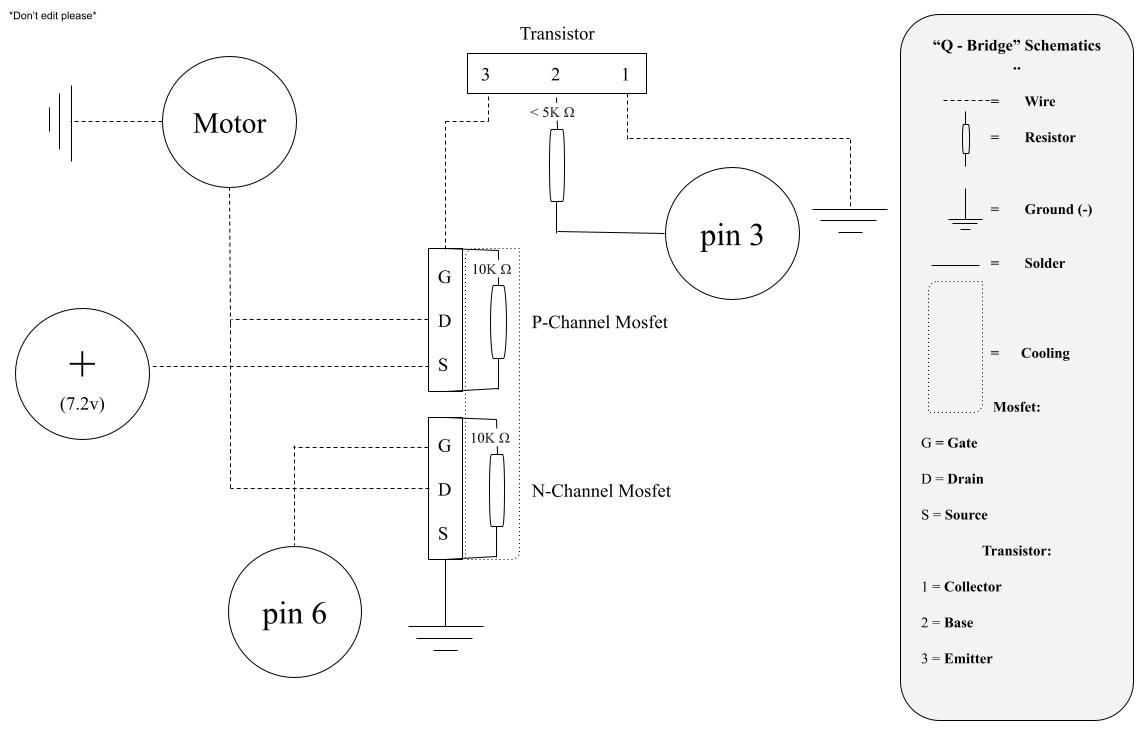 *Don't edit please*
Transistor
3 2 1
< 5K Ω
Motor
pin 3
G
10K Ω
D
S
P-Channel Mosfet
+
(7.2v)
G
10K Ω
D
S
N-Channel Mosfet
pin 6
“Q - Bridge” Schematics
..
= Wire
= Resistor
= Ground (-)
= Solder
= Cooling
Mosfet:
G = Gate
D = Drain
S = Source
Transistor:
1 = Collector
2 = Base
3 = Emitter